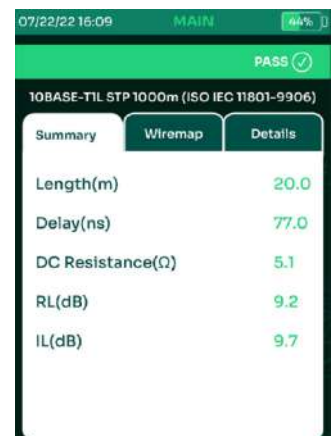 07/22/22 16:09 MAIN 44%
PASS
10BASE-T1L STP 1000m (ISO IEC 11801-9906)
Summary Wiremap Details
Length(m) 20.0
Delay(ns) 77.0
DC Resistance(Ω) 5.1
RL(dB) 9.2
IL(dB) 9.7